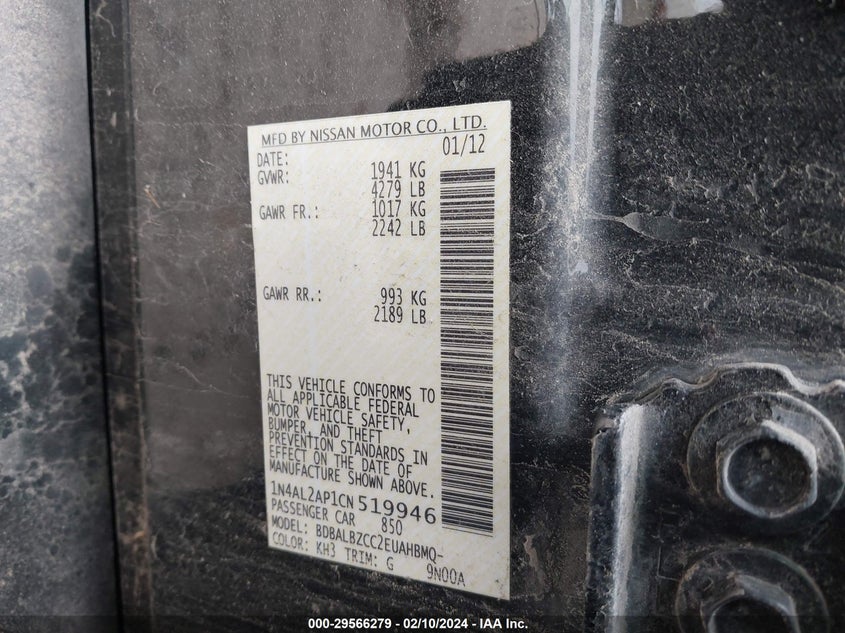 MFD BY NISSAN MOTOR CO., LTD.
DATE: 01/12
GVWR: 1941 KG
4279 LB
GAWR FR.: 1017 KG
2242 LB
GAWR RR.: 993 KG
2189 LB
THIS VEHICLE CONFORMS TO
ALL APPLICABLE FEDERAL
MOTOR VEHICLE SAFETY,
BUMPER, AND THEFT
PREVENTION STANDARDS IN
EFFECT ON THE DATE OF
MANUFACTURE SHOWN ABOVE.
1N4AL2AP1CN 519946
PASSENGER CAR 850
MODEL: BDBALBZCC2EUAHBMQ-
COLOR: KH3 TRIM: G 9N00A
000-29566279 - 02/10/2024 - IAA Inc.